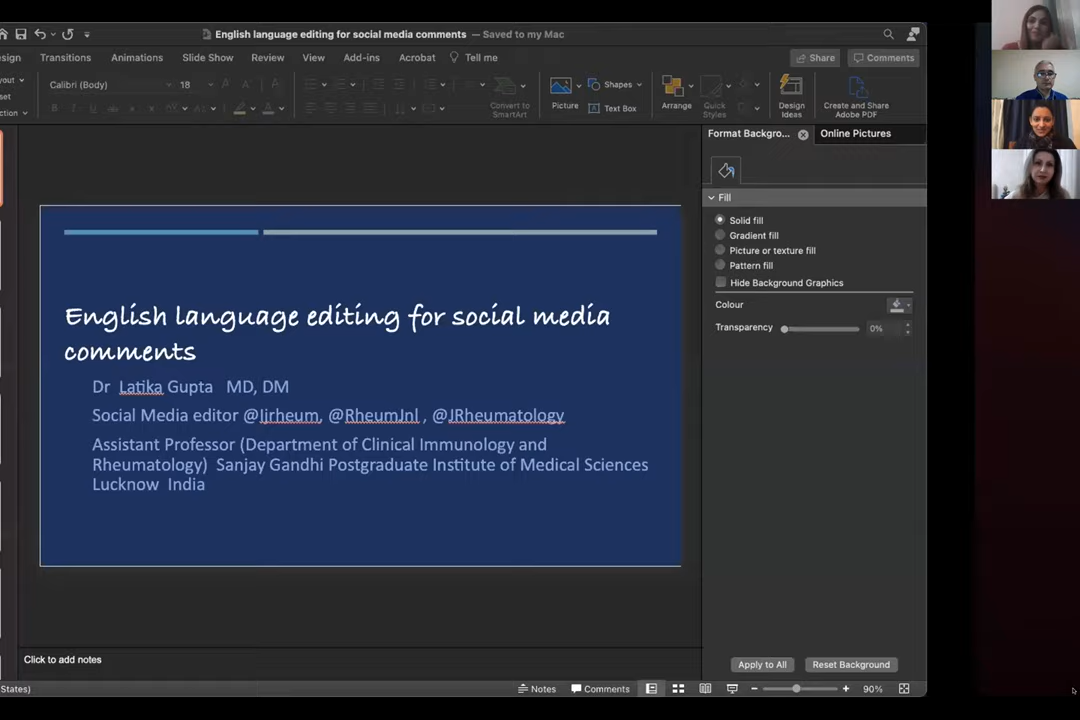 English language editing for social media comments — Saved to my Mac
esign Transitions Animations Slide Show Review View Add-ins Acrobat Tell me
Share Comments
yout
set
ction
Calibri (Body) 18
Convert to
SmartArt
Picture
Shapes
Text Box
Arrange
Quick
Styles
Design
Ideas
Create and Share
Adobe PDF
Format Backgro... Online Pictures
Fill
Solid fill
Gradient fill
Picture or texture fill
Pattern fill
Hide Background Graphics
Colour
Transparency 0%
English language editing for social media
comments
Dr Latika Gupta MD, DM
Social Media editor @Ijrheum, @RheumJnl , @JRheumatology
Assistant Professor (Department of Clinical Immunology and
Rheumatology) Sanjay Gandhi Postgraduate Institute of Medical Sciences
Lucknow India
Click to add notes
Apply to All Reset Background
States) Notes Comments 90%